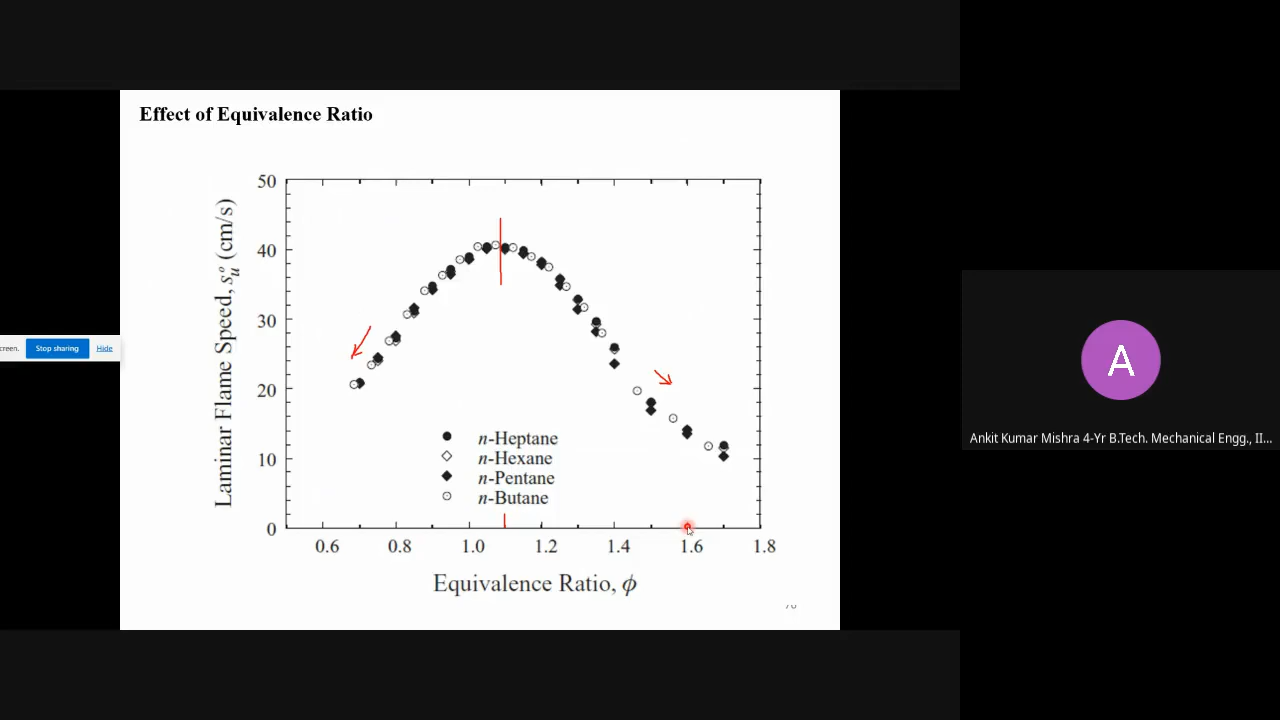 Effect of Equivalence Ratio
50
40
30
20
10
0
0.6 0.8 1.0 1.2 1.4 1.6 1.8
Laminar Flame Speed, s°u (cm/s)
n-Heptane
n-Hexane
n-Pentane
n-Butane
Equivalence Ratio, ϕ
creen. Stop sharing Hide
A
Ankit Kumar Mishra 4-Yr B.Tech. Mechanical Engg., II...